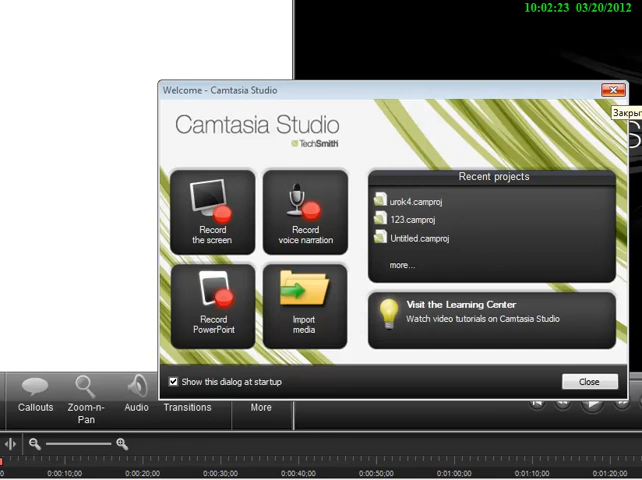 10:02:23 03/20/2012
Welcome - Camtasia Studio
Закры
S
Camtasia Studio
TechSmith
Record
the screen
Record
voice narration
Record
PowerPoint
Import
media
Recent projects
urok4.camproj
123.camproj
Untitled.camproj
more...
Visit the Learning Center
Watch video tutorials on Camtasia Studio
Show this dialog at startup
Close
Callouts
Zoom-n-
Pan
Audio
Transitions
More
0:00:10;00 0:00:20;00 0:00:30;00 0:00:40;00 0:00:50;00 0:01:00;00 0:01:10;00 0:01:20;00